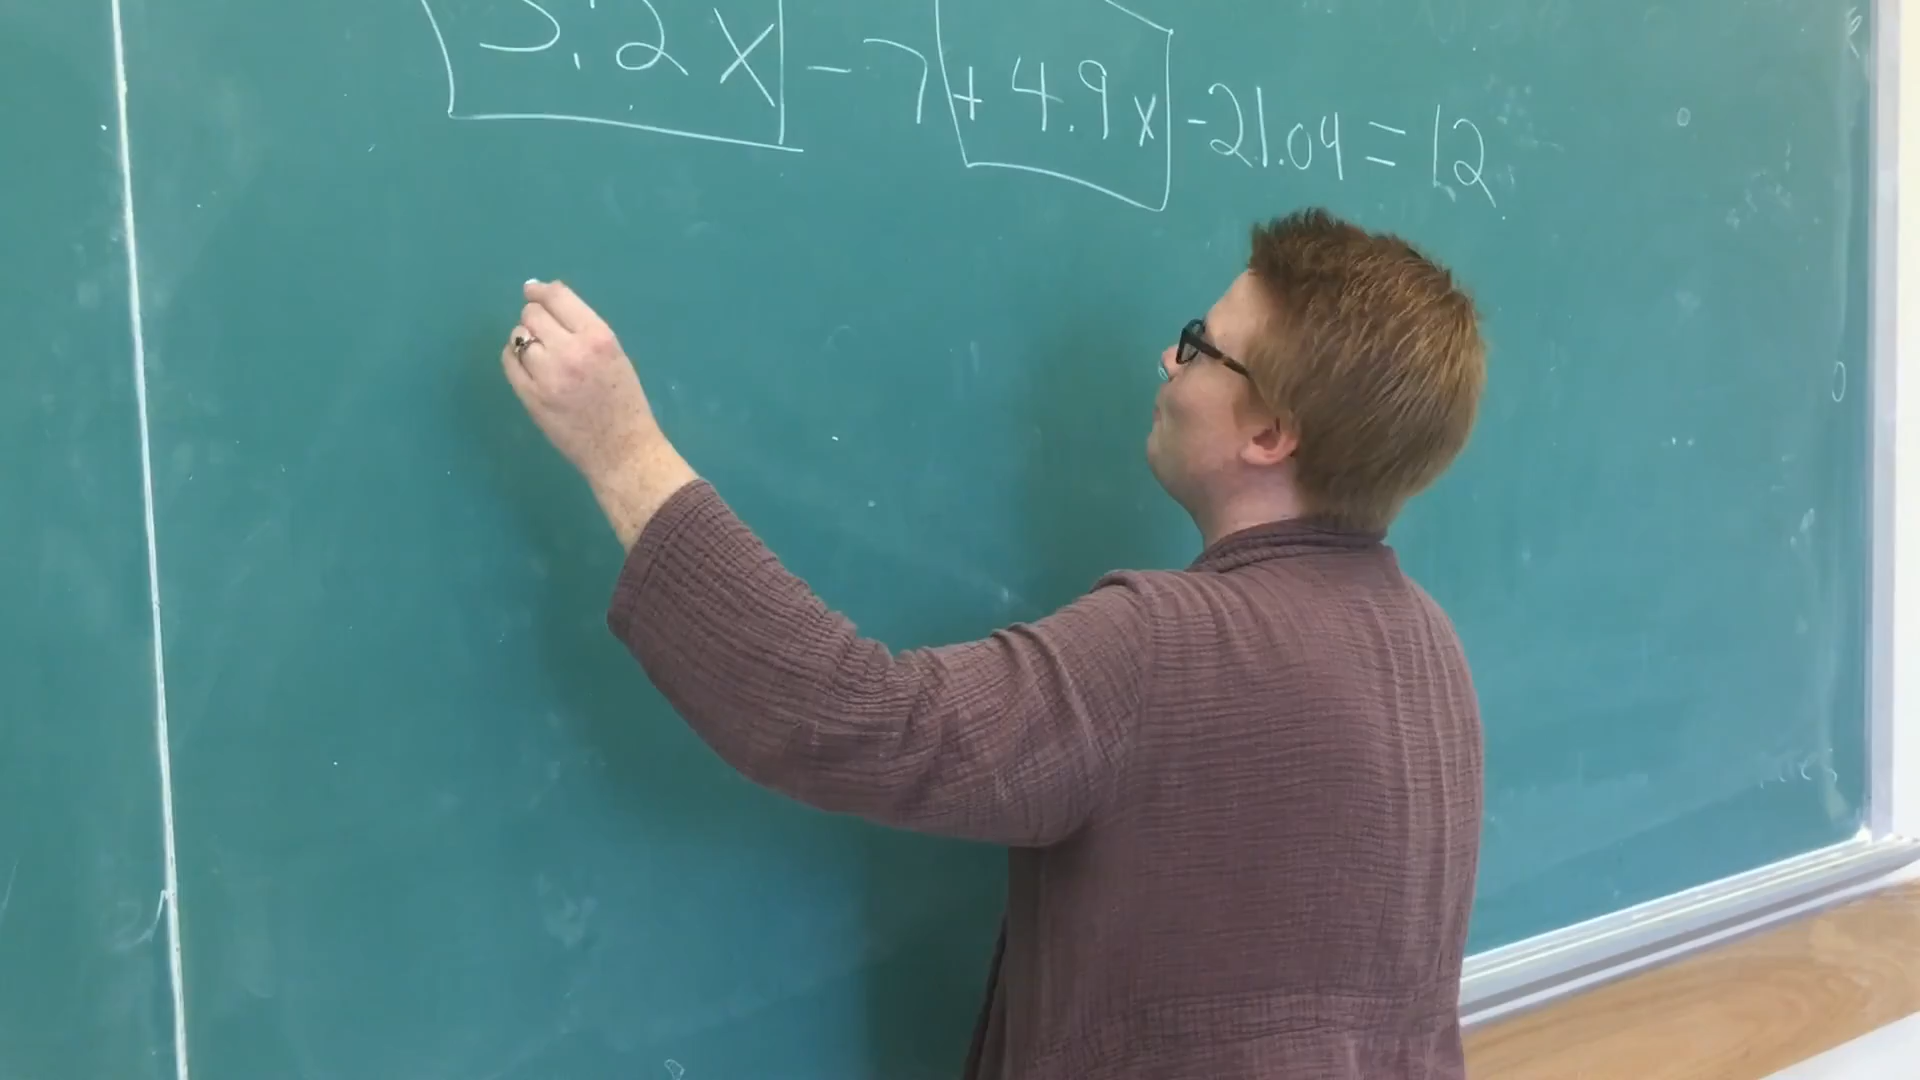 3.2x - 7 + 4.9x - 21.04 = 12